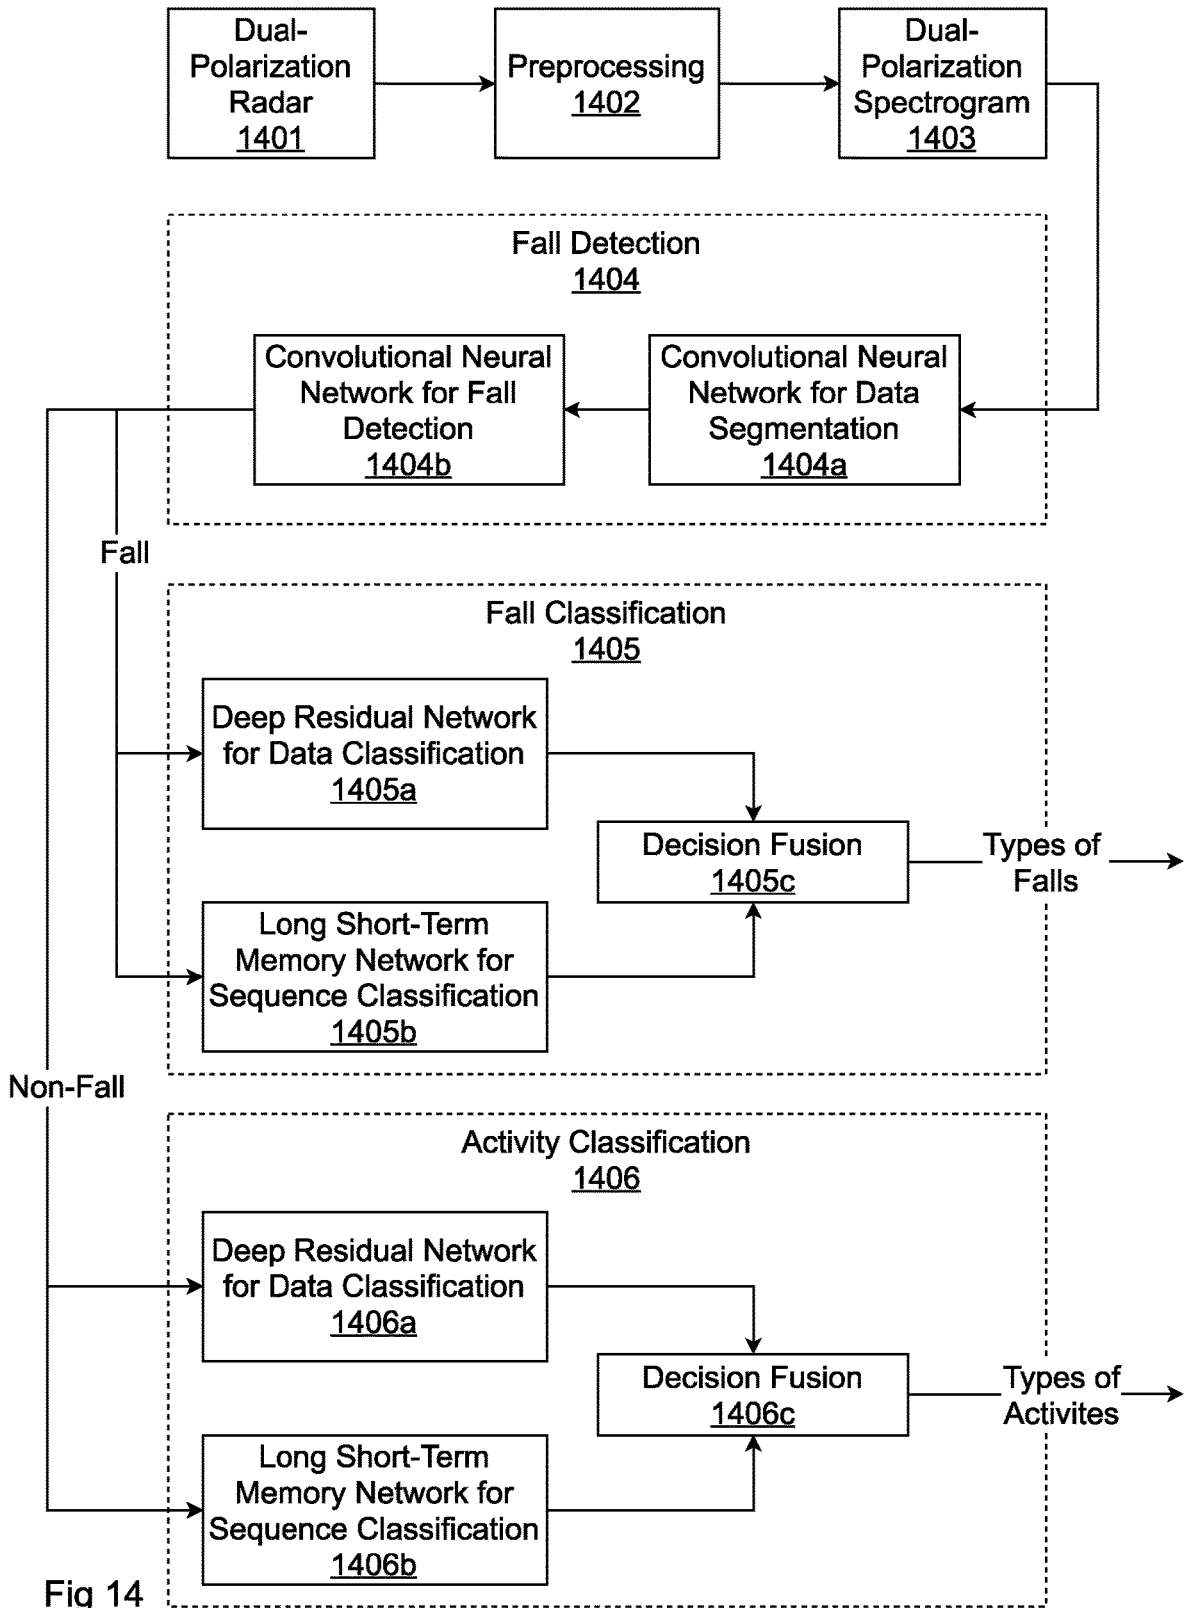 Dual-
Polarization
Radar
1401
Preprocessing
1402
Dual-
Polarization
Spectrogram
1403
Fall Detection
1404
Convolutional Neural
Network for Fall
Detection
1404b
Convolutional Neural
Network for Data
Segmentation
1404a
Fall
Fall Classification
1405
Deep Residual Network
for Data Classification
1405a
Decision Fusion
1405c
Types of
Falls
Long Short-Term
Memory Network for
Sequence Classification
1405b
Non-Fall
Activity Classification
1406
Deep Residual Network
for Data Classification
1406a
Decision Fusion
1406c
Types of
Activites
Long Short-Term
Memory Network for
Sequence Classification
1406b
Fig 14